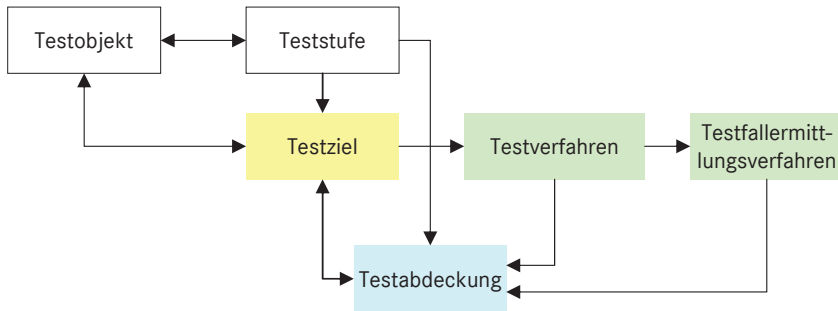 Testobjekt
Teststufe
Testziel
Testverfahren
Testfallermitt-
lungsverfahren
Testabdeckung